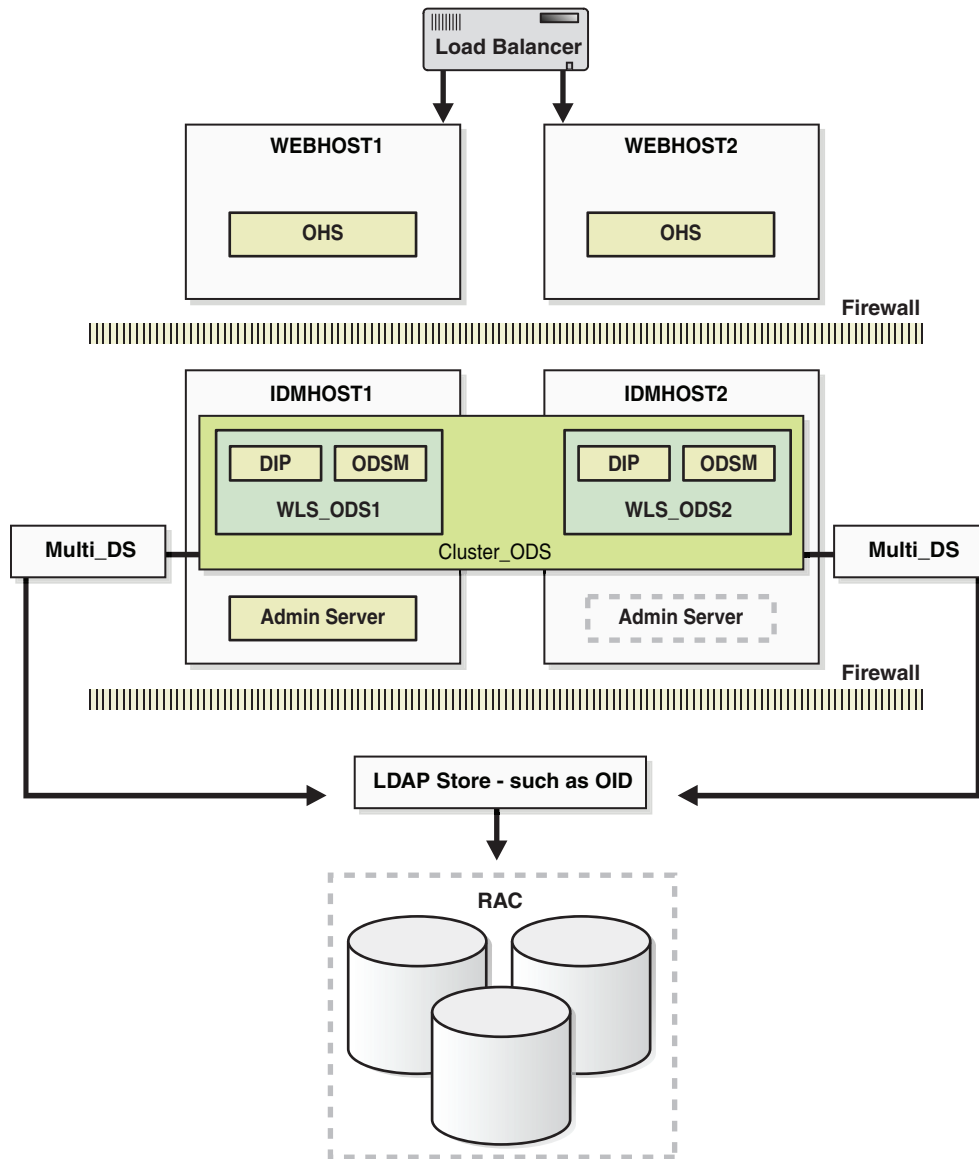 Load Balancer
WEBHOST1
WEBHOST2
OHS
OHS
Firewall
IDMHOST1
IDMHOST2
DIP
ODSM
DIP
ODSM
WLS_ODS1
WLS_ODS2
Multi_DS
Cluster_ODS
Multi_DS
Admin Server
Admin Server
Firewall
LDAP Store - such as OID
RAC